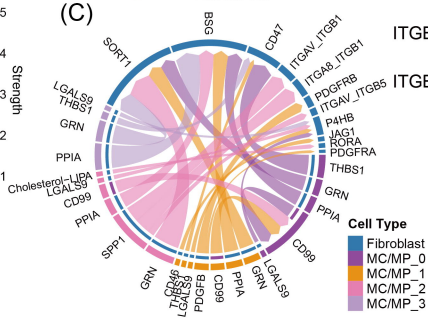 (C)
5
4
3
2
1
Strength
ITGB
ITGB
SORT1
BSG
CD47
ITGAV_ITGB1
ITGA8_ITGB1
PDGFRB
ITGAV_ITGB5
P4HB
JAG1
RORA
PDGFRA
THBS1
GRN
PPIA
CD99
LGALS9
GRN
PPIA
CD99
PDGFB
LGALS9
THBS1
CD46
GRN
SPP1
PPIA
CD99
LGALS9
Cholesterol-LIPA
PPIA
GRN
THBS1
LGALS9
Cell Type
Fibroblast
MC/MP_0
MC/MP_1
MC/MP_2
MC/MP_3